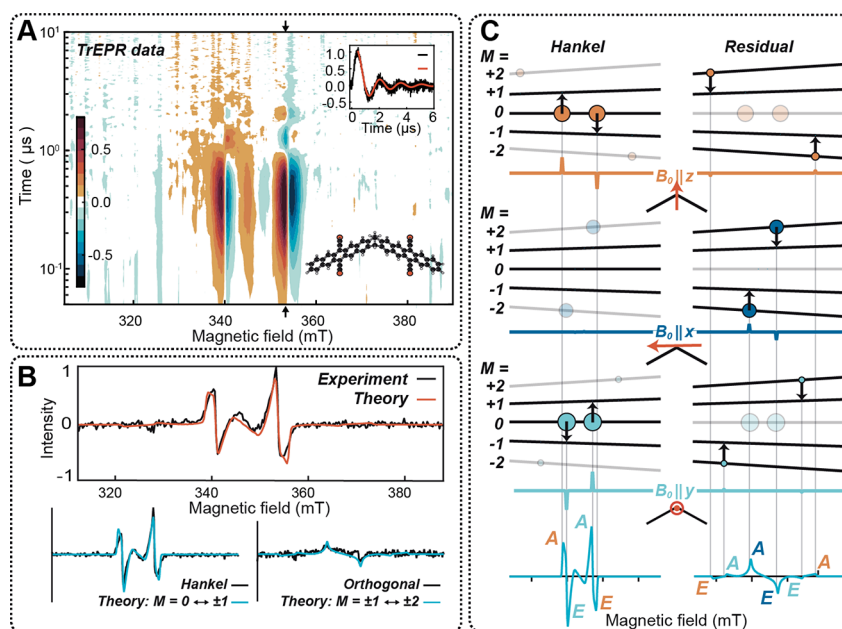 A
TrEPR data
10¹
10⁰
10⁻¹
Time ( µs)
0.5
0.0
-0.5
1.0
0.5
0.0
-0.5
0 2 4 6
Time (µs)
320 340 360 380
Magnetic field (mT)
B
1
0
-1
Intensity
Experiment
Theory
320 340 360 380
Magnetic field (mT)
Hankel
Theory: M = 0 ↔ ±1
Orthogonal
Theory: M = ±1 ↔ ±2
C
Hankel Residual
M =
+2
+1
0
-1
-2
B₀ || z
M =
+2
+1
0
-1
-2
B₀ || x
M =
+2
+1
0
-1
-2
B₀ || y
A A
E E
A A A
E E E
Magnetic field (mT)